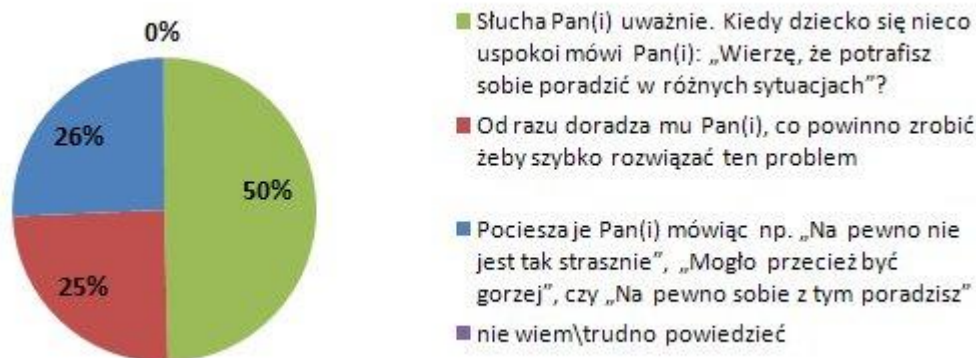 0%
26%
50%
25%
Słucha Pan(i) uważnie. Kiedy dziecko się nieco
uspokoi mówi Pan(i): „Wierzę, że potrafisz
sobie poradzić w różnych sytuacjach”?
Od razu doradza mu Pan(i), co powinno zrobić
żeby szybko rozwiązać ten problem
Pociesza je Pan(i) mówiąc np. „Na pewno nie
jest tak strasznie”, „Mogło przecież być
gorzej”, czy „Na pewno sobie z tym poradzisz”
nie wiem\trudno powiedzieć